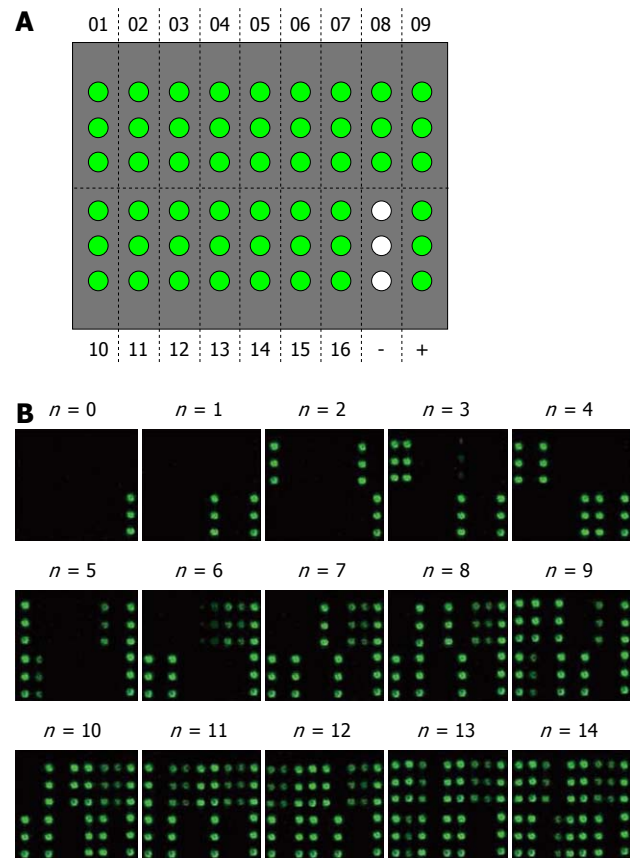 A
01 02 03 04 05 06 07 08 09
10 11 12 13 14 15 16 - +
B
n = 0 n = 1 n = 2 n = 3 n = 4
n = 5 n = 6 n = 7 n = 8 n = 9
n = 10 n = 11 n = 12 n = 13 n = 14